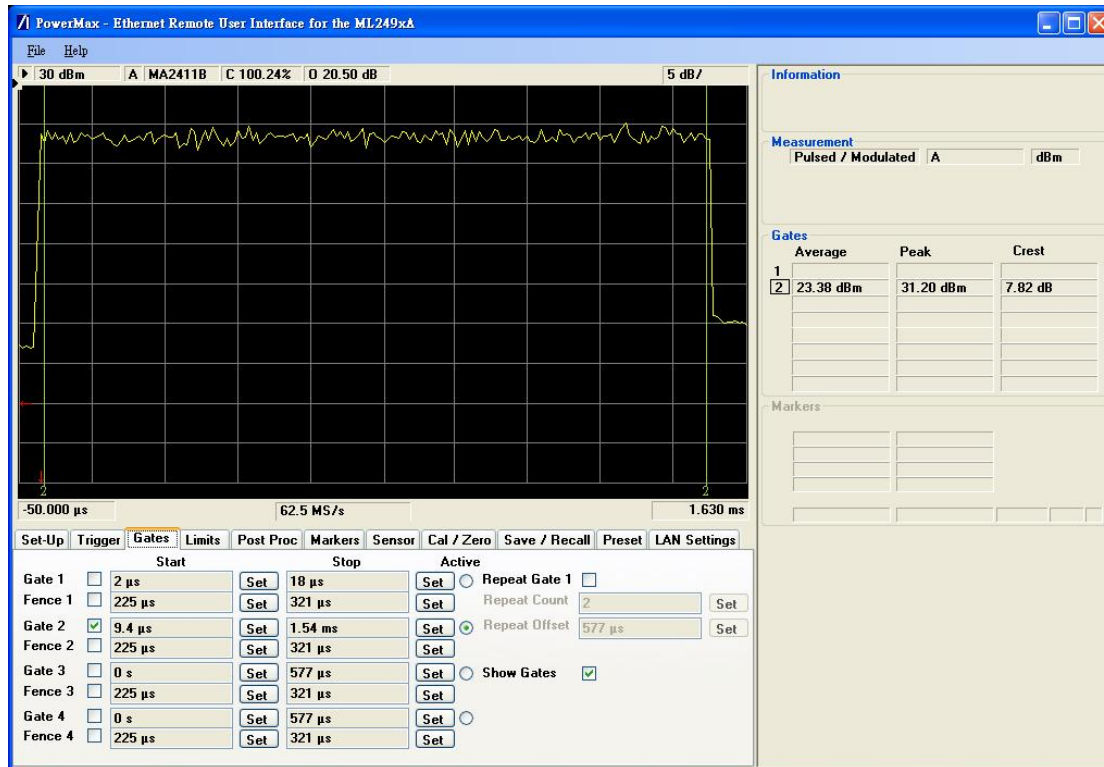 PowerMax - Ethernet Remote User Interface for the ML249xA
File Help
30 dBm A MA2411B C 100.24% O 20.50 dB 5 dB/
2 2
-50.000 µs 62.5 MS/s 1.630 ms
Information
Measurement
Pulsed / Modulated A dBm
Gates
Average Peak Crest
1
2 23.38 dBm 31.20 dBm 7.82 dB
Markers
Set-Up Trigger Gates Limits Post Proc Markers Sensor Cal / Zero Save / Recall Preset LAN Settings
Start Stop Active
Gate 1 2 µs Set 18 µs Set Repeat Gate 1
Fence 1 225 µs Set 321 µs Set Repeat Count 2 Set
Gate 2 9.4 µs Set 1.54 ms Set Repeat Offset 577 µs Set
Fence 2 225 µs Set 321 µs Set
Gate 3 0 s Set 577 µs Set Show Gates
Fence 3 225 µs Set 321 µs Set
Gate 4 0 s Set 577 µs Set
Fence 4 225 µs Set 321 µs Set